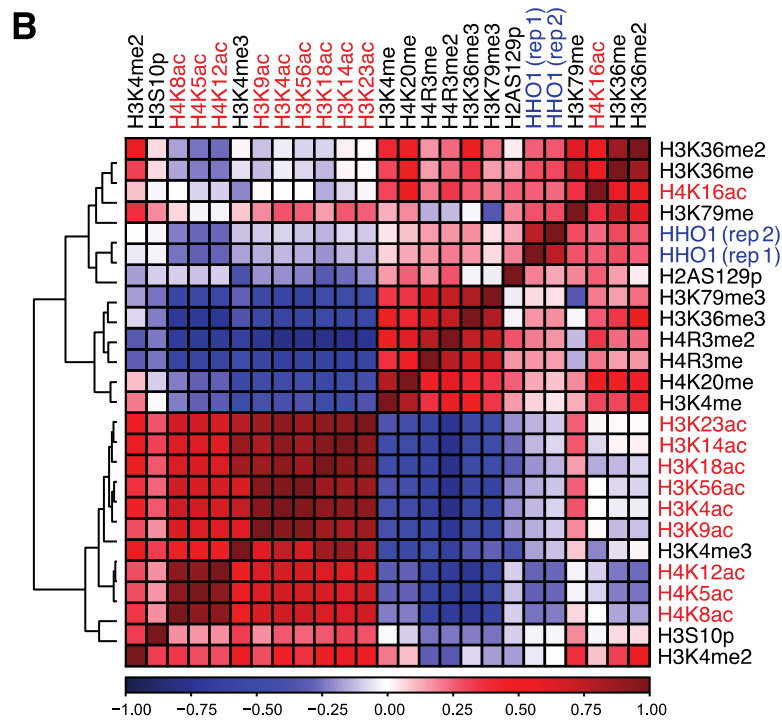 B
H3K4me2
H3S10p
H4K8ac
H4K5ac
H4K12ac
H3K4me3
H3K9ac
H3K4ac
H3K56ac
H3K18ac
H3K14ac
H3K23ac
H3K4me
H4K20me
H4R3me
H4R3me2
H3K36me3
H3K79me3
H2AS129p
HHO1 (rep 1)
HHO1 (rep 2)
H3K79me
H4K16ac
H3K36me
H3K36me2
H3K36me2
H3K36me
H4K16ac
H3K79me
HHO1 (rep 2)
HHO1 (rep 1)
H2AS129p
H3K79me3
H3K36me3
H4R3me2
H4R3me
H4K20me
H3K4me
H3K23ac
H3K14ac
H3K18ac
H3K56ac
H3K4ac
H3K9ac
H3K4me3
H4K12ac
H4K5ac
H4K8ac
H3S10p
H3K4me2
−1.00 −0.75 −0.50 −0.25 0.00 0.25 0.50 0.75 1.00